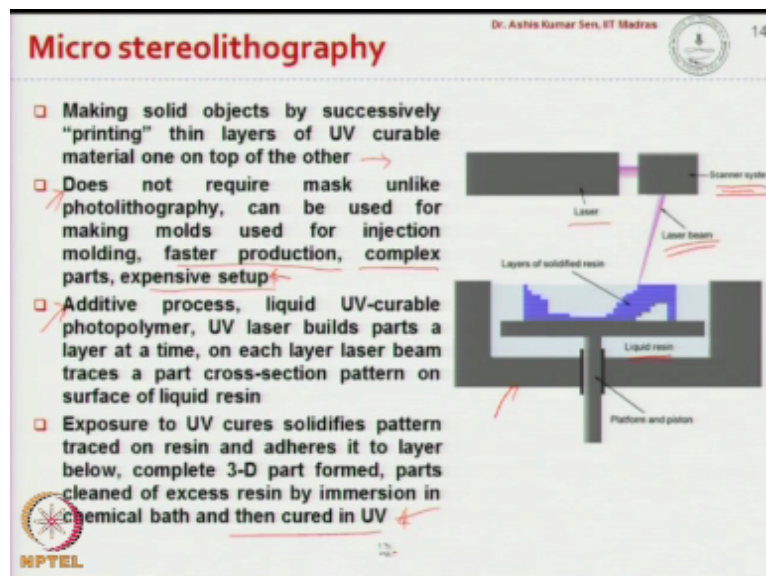 Dr. Ashis Kumar Sen, IIT Madras
14
Micro stereolithography
Making solid objects by successively
"printing" thin layers of UV curable
material one on top of the other
Does not require mask unlike
photolithography, can be used for
making molds used for injection
molding, faster production, complex
parts, expensive setup
Additive process, liquid UV-curable
photopolymer, UV laser builds parts a
layer at a time, on each layer laser beam
traces a part cross-section pattern on
surface of liquid resin
Exposure to UV cures solidifies pattern
traced on resin and adheres it to layer
below, complete 3-D part formed, parts
cleaned of excess resin by immersion in
chemical bath and then cured in UV
Scanner syste
Laser
Laser beam
Layers of solidified resin
Liquid resin
Platform and piston
NPTEL